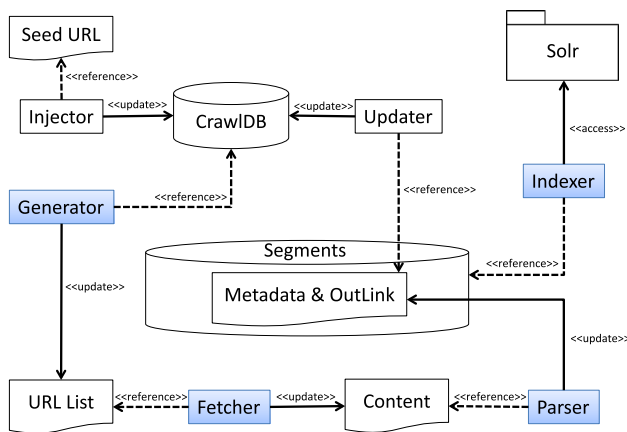 Seed URL
Solr
<<reference>>
Injector
<<update>>
CrawlDB
<<update>>
Updater
<<access>>
Generator
<<reference>>
<<reference>>
Indexer
Segments
<<reference>>
<<update>>
Metadata & OutLink
<<update>>
URL List
<<reference>>
Fetcher
<<update>>
Content
<<reference>>
Parser